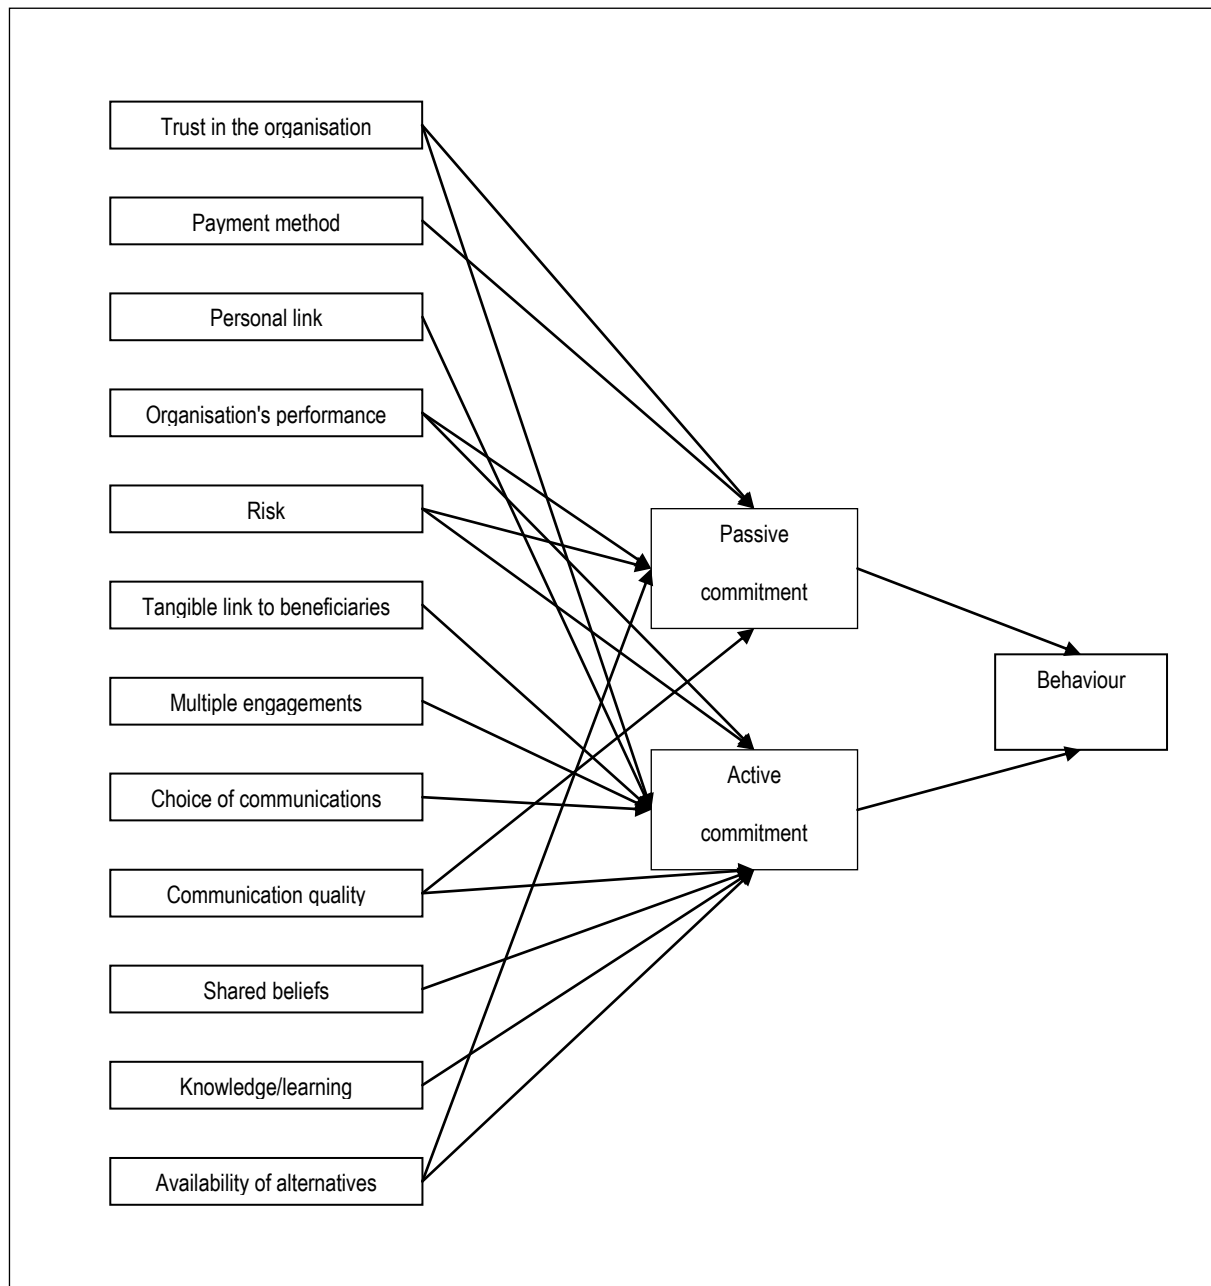 Trust in the organisation
Payment method
Personal link
Organisation's performance
Risk
Tangible link to beneficiaries
Multiple engagements
Choice of communications
Communication quality
Shared beliefs
Knowledge/learning
Availability of alternatives
Passive
commitment
Active
commitment
Behaviour